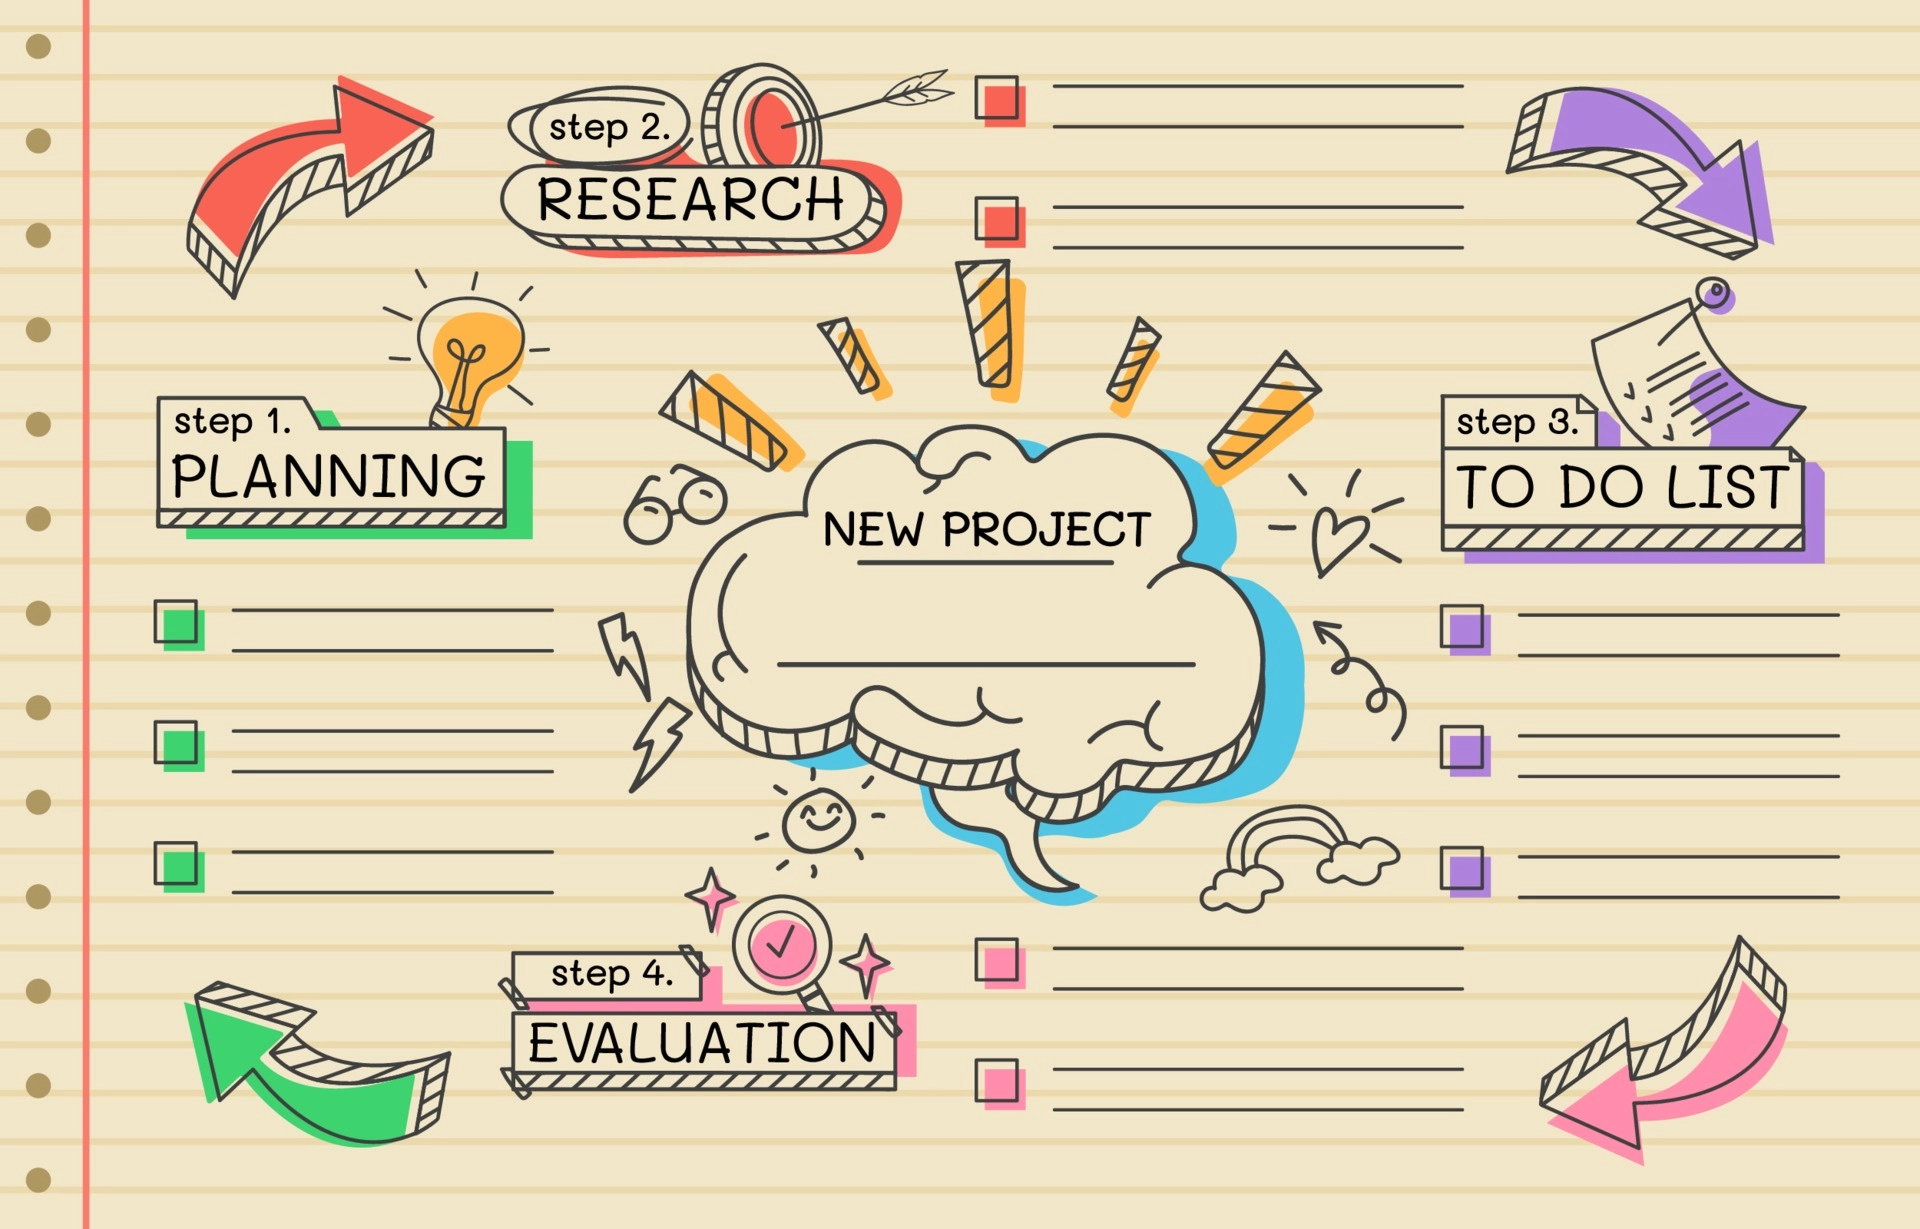 step 1.
PLANNING
step 2.
RESEARCH
step 3.
TO DO LIST
step 4.
EVALUATION
NEW PROJECT